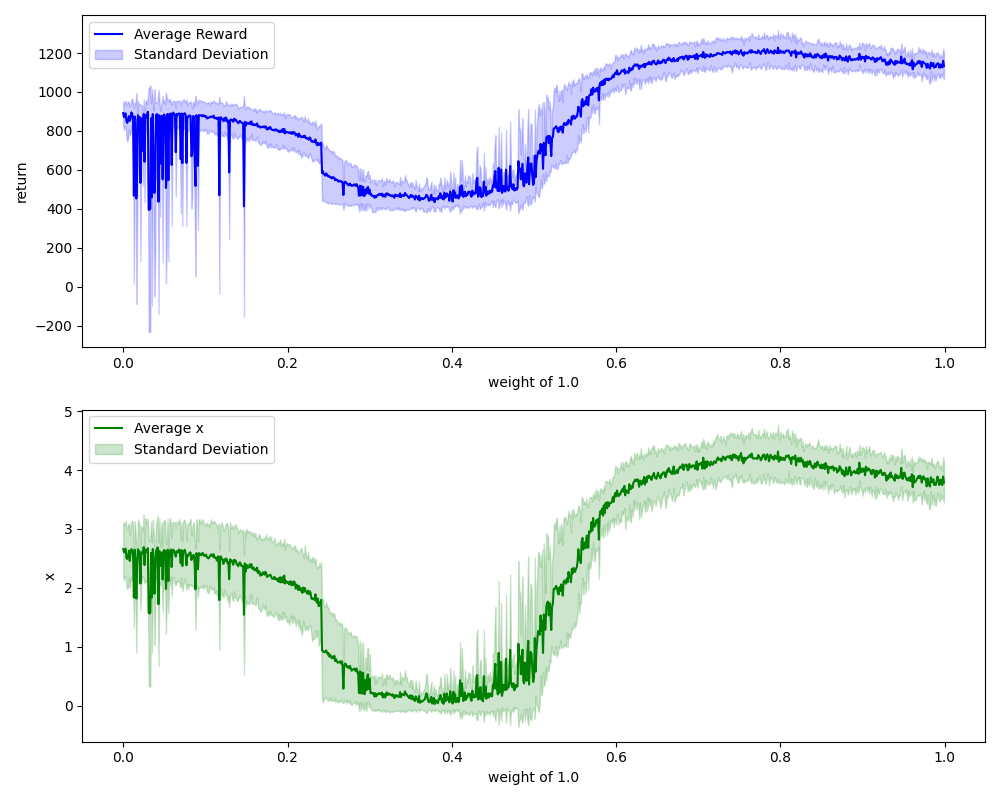 Average Reward
Standard Deviation
1200
1000
800
600
400
200
0
−200
return
0.0 0.2 0.4 0.6 0.8 1.0
weight of 1.0
Average x
Standard Deviation
5
4
3
2
1
0
x
0.0 0.2 0.4 0.6 0.8 1.0
weight of 1.0